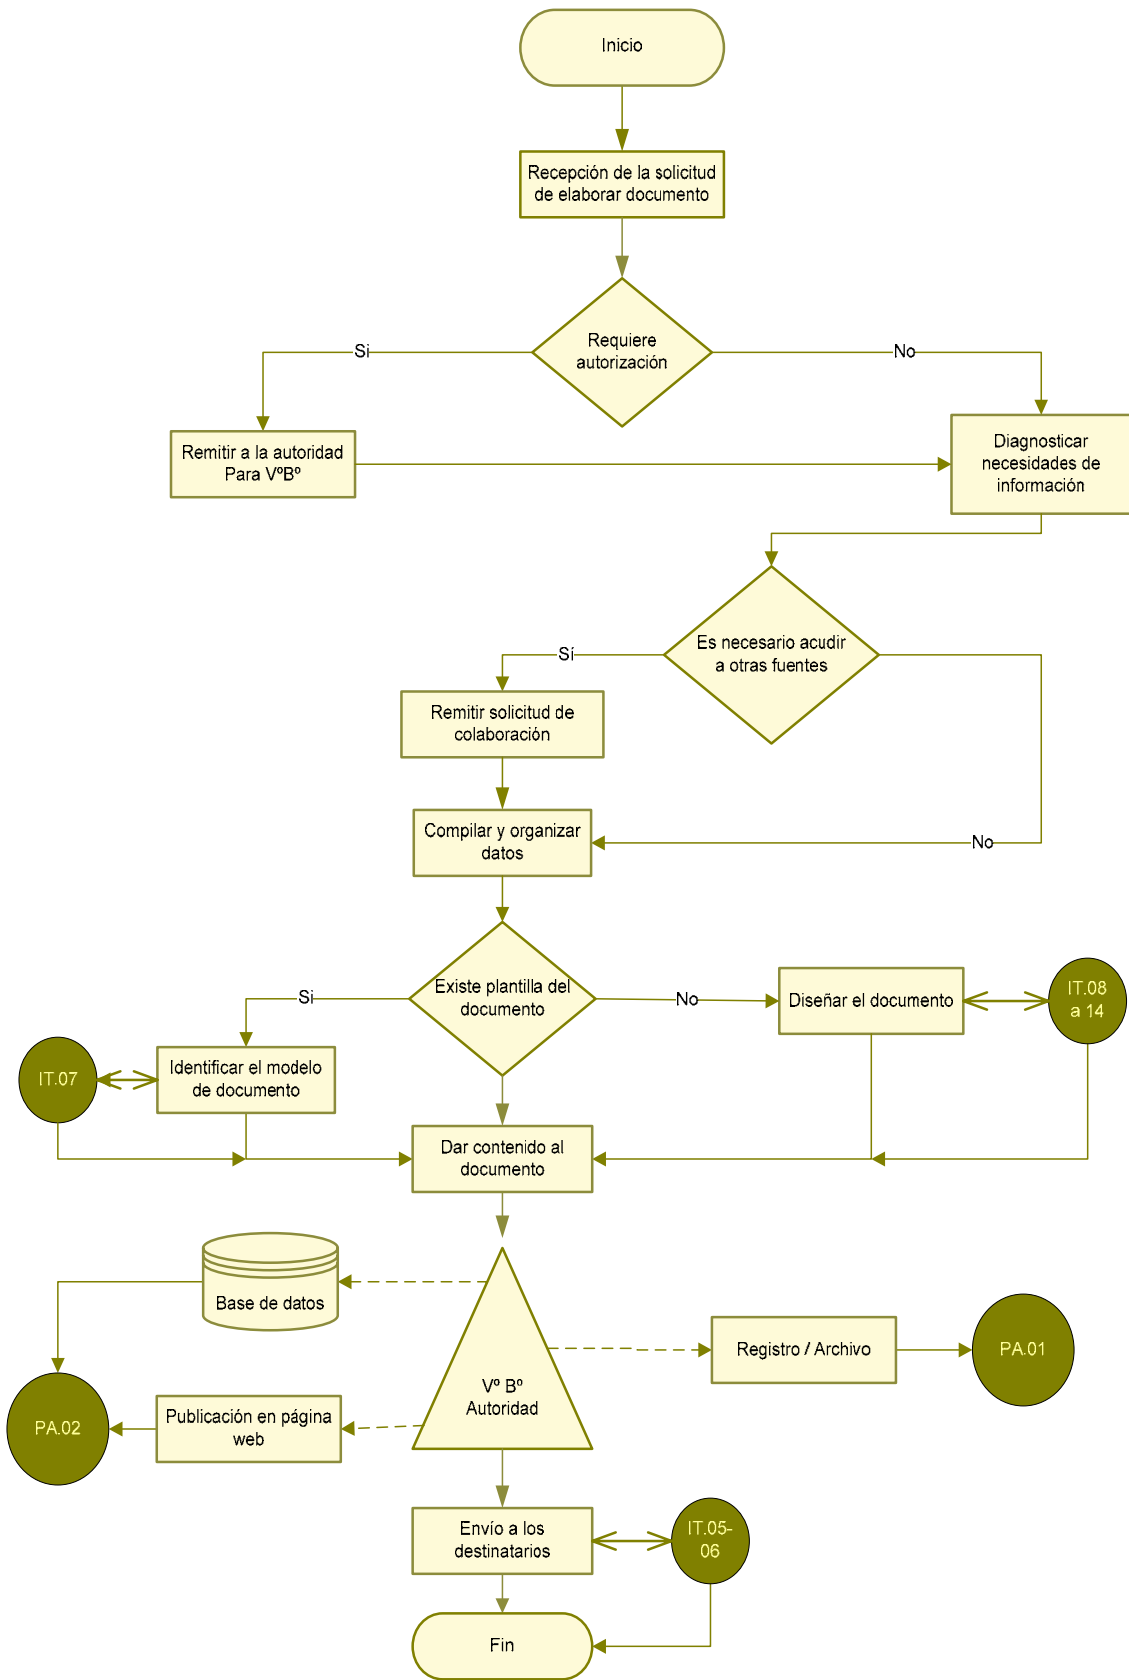 Inicio
Recepción de la solicitud
de elaborar documento
Requiere
autorización
Si
No
Remitir a la autoridad
Para VºBº
Diagnosticar
necesidades de
información
Es necesario acudir
a otras fuentes
Sí
Remitir solicitud de
colaboración
Compilar y organizar
datos
No
Existe plantilla del
documento
Si
No
Diseñar el documento
IT.08
a 14
IT.07
Identificar el modelo
de documento
Dar contenido al
documento
Base de datos
Registro / Archivo
PA.01
Vº Bº
Autoridad
Publicación en página
web
PA.02
Envío a los
destinatarios
IT.05-
06
Fin